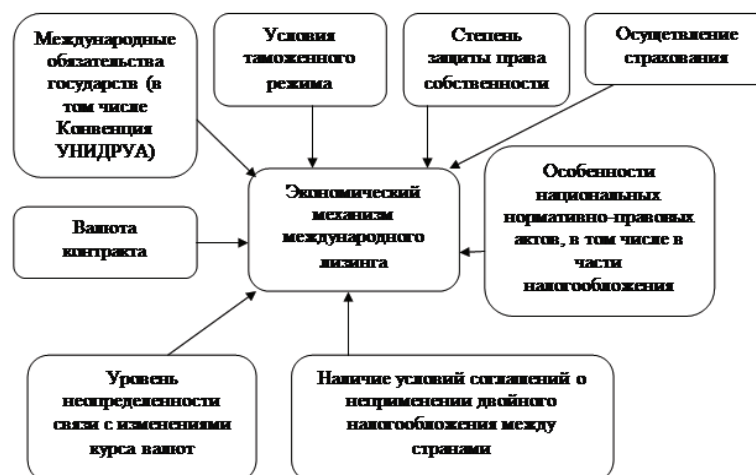 Международные
обязательства
государств (в
том числе
Конвенция
УНИДРУА)
Условия
таможенного
режима
Степень
защиты права
собственности
Осущетвление
страхования
Экономический
механизм
международного
лизинга
Особенности
национальных
нормативно-правовых
актов, в том числе в
части
налогообложения
Валюта
контракта
Уровень
неопределенности
связи с изменениями
курса валют
Наличие условий соглашений о
неприменении двойного
налогообложения между
странами